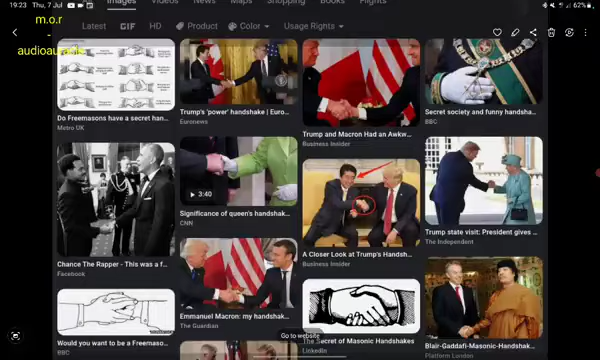 19:23 Thu, 7 Jul
62%
m.o.r
Images Videos News Maps Shopping Books Flights
Latest GIF HD Product Color Usage Rights
Do Freemasons have a secret han...
Metro UK
Trump's 'power' handshake | Euro...
Euronews
Trump and Macron Had an Awkw...
Business Insider
Secret society and funny handsha...
BBC
3:40
Chance The Rapper - This was a f...
Facebook
Significance of queen's handshak...
CNN
A Closer Look at Trump's Handsh...
Business Insider
Trump state visit: President gives ...
The Independent
Would you want to be a Freemaso...
BBC
Emmanuel Macron: my handshak...
The Guardian
Go to website
The Secret of Masonic Handshakes
LinkedIn
Blair-Gaddafi-Masonic-Handshak...
Platform London